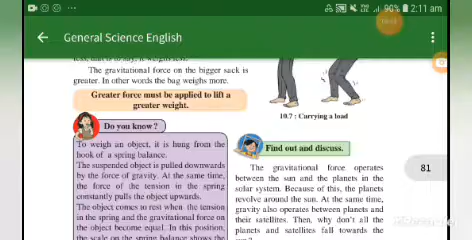 90% 2:11 am
General Science English
The gravitational force on the bigger sack is
greater. In other words the bag weighs more.
Greater force must be applied to lift a
greater weight.
10.7 : Carrying a load
Do you know?
To weigh an object, it is hung from the
hook of a spring balance.
The suspended object is pulled downwards
by the force of gravity. At the same time,
the force of the tension in the spring
constantly pulls the object upwards.
The object comes to rest when the tension
in the spring and the gravitational force on
the object become equal. In this position,
the scale on the spring balance shows the
Find out and discuss.
The gravitational force operates
between the sun and the planets in the
solar system. Because of this, the planets
revolve around the sun. At the same time,
gravity also operates between planets and
their satellites. Then, why don't all the
planets and satellites fall towards the
81